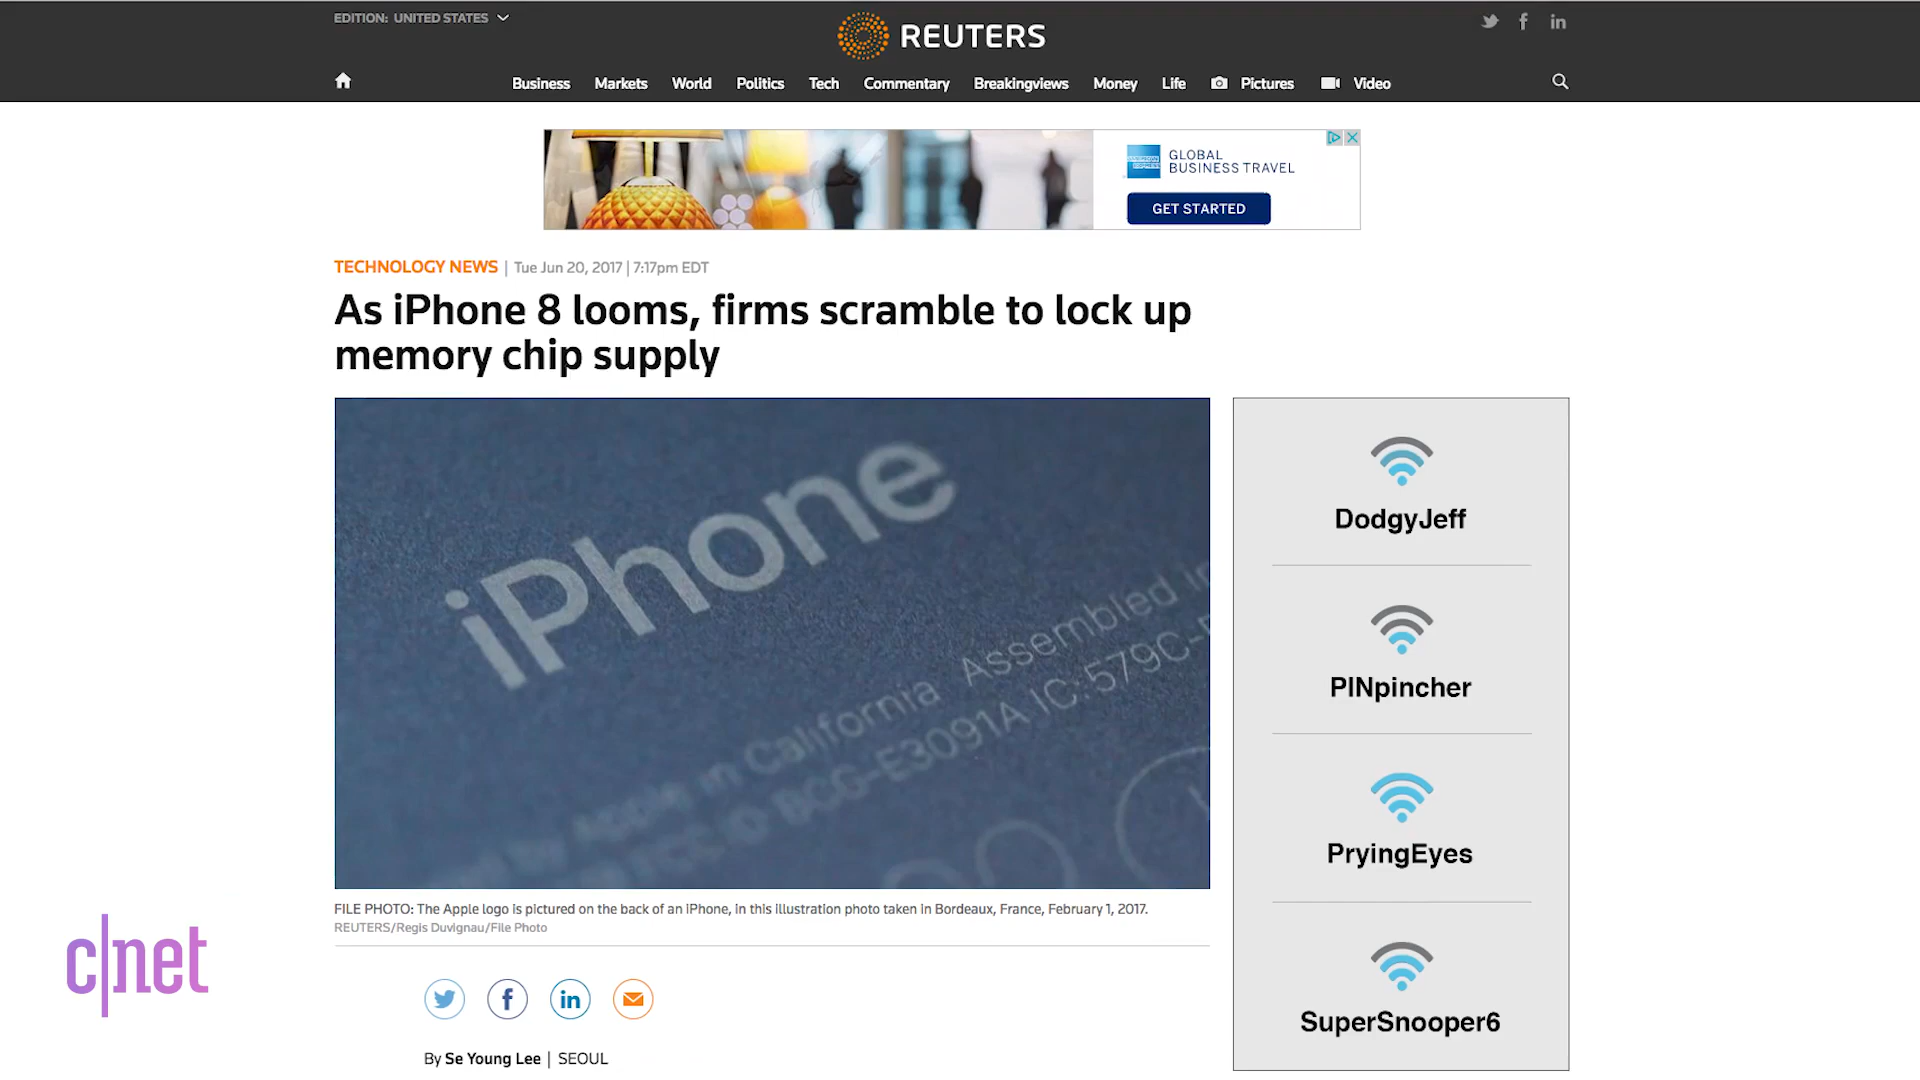 EDITION: UNITED STATES
REUTERS
Business Markets World Politics Tech Commentary Breakingviews Money Life Pictures Video
GLOBAL
BUSINESS TRAVEL
GET STARTED
TECHNOLOGY NEWS | Tue Jun 20, 2017 | 7:17pm EDT
As iPhone 8 looms, firms scramble to lock up
memory chip supply
iPhone
in California Assembled in
BCG-E3091A IC:579C-
DodgyJeff
PINpincher
PryingEyes
SuperSnooper6
FILE PHOTO: The Apple logo is pictured on the back of an iPhone, in this illustration photo taken in Bordeaux, France, February 1, 2017.
REUTERS/Regis Duvignau/File Photo
c|net
By Se Young Lee | SEOUL